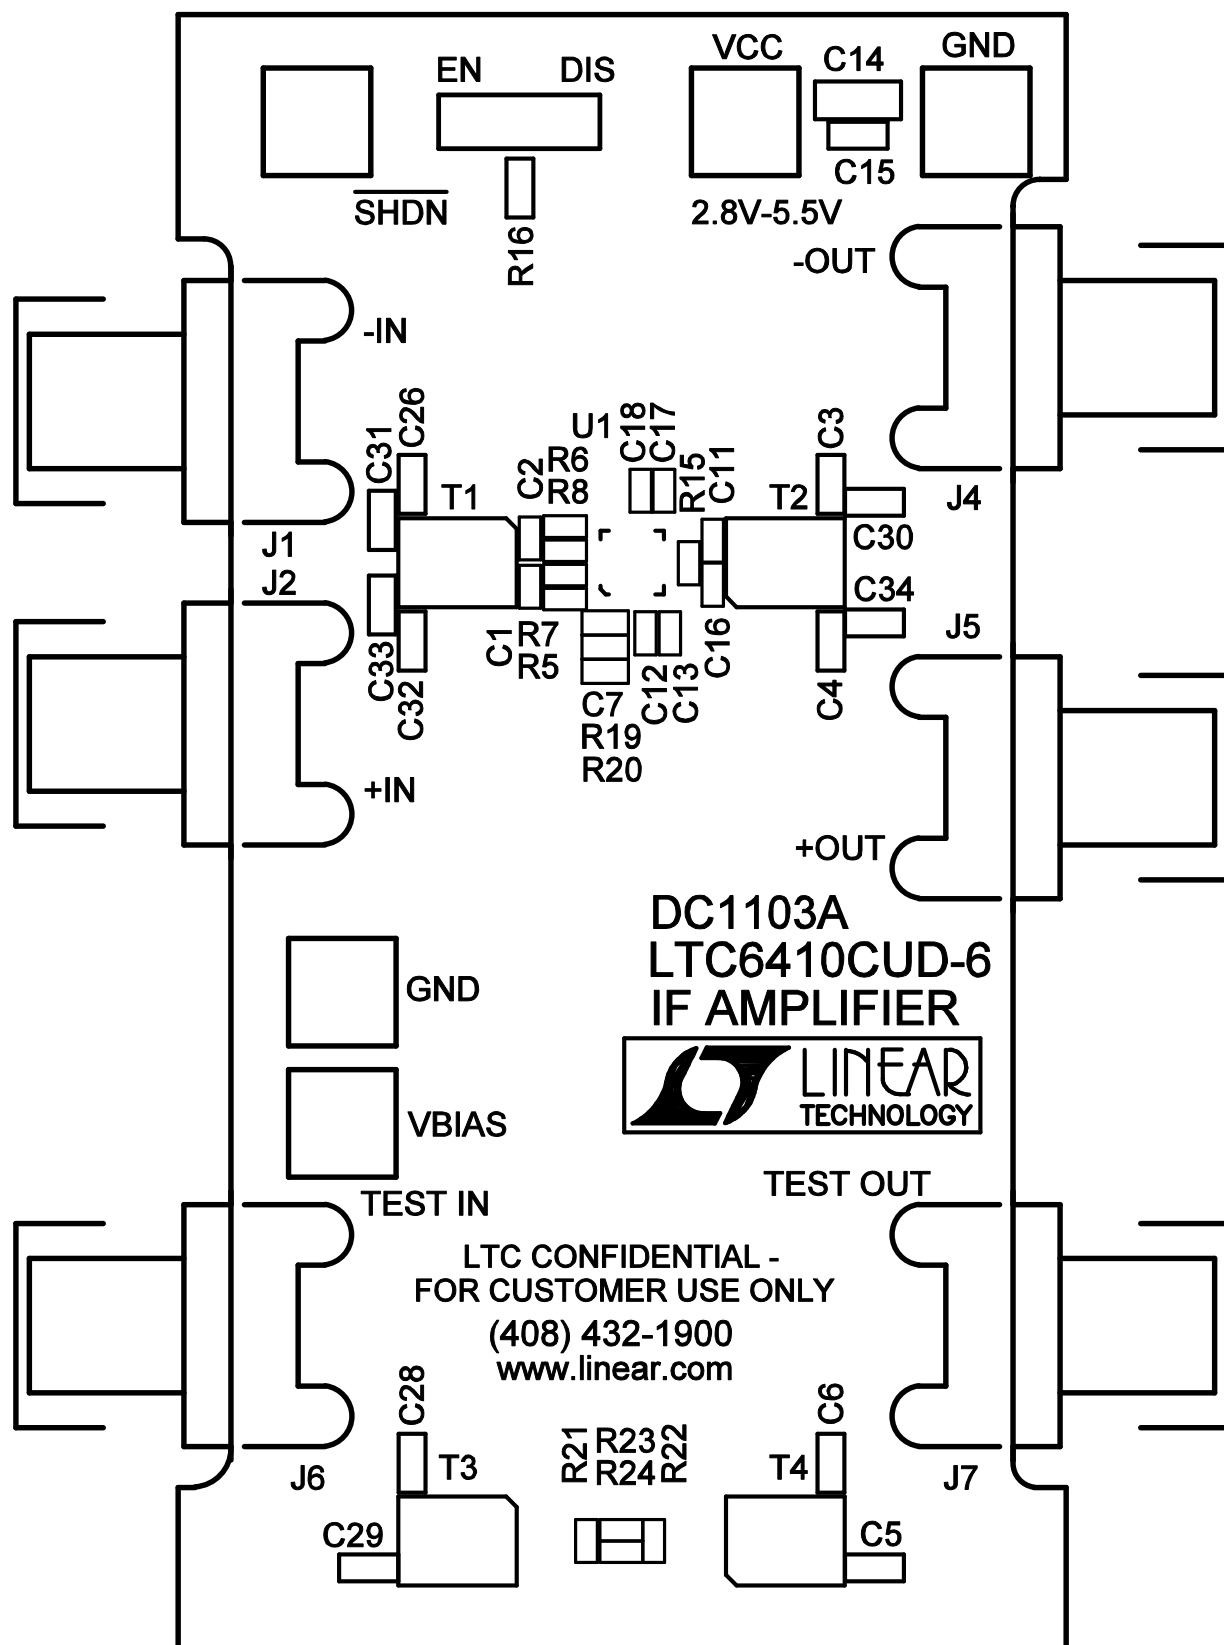 VCC
C14
GND
EN
DIS
C15
SHDN
R16
2.8V-5.5V
-OUT
-IN
C31
C26
U1
C18
C17
C3
C2
R6
R8
R15
C11
T1
T2
J4
J1
C30
J2
C34
J5
C1
R7
R5
C16
C33
C32
C12
C13
C4
C7
R19
R20
+IN
+OUT
DC1103A
LTC6410CUD-6
IF AMPLIFIER
GND
LINEAR
TECHNOLOGY
VBIAS
TEST IN
TEST OUT
LTC CONFIDENTIAL -
FOR CUSTOMER USE ONLY
(408) 432-1900
www.linear.com
C28
C6
R21
R23
R24
R22
T3
T4
J6
J7
C29
C5